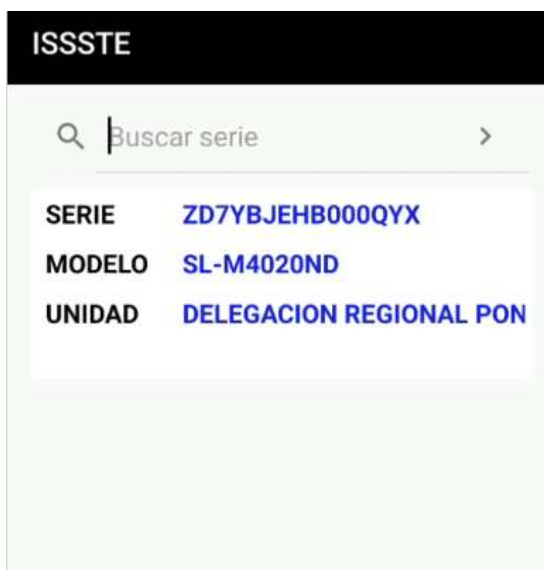 ISSSTE
Buscar serie
SERIE ZD7YBJEHB000QYX
MODELO SL-M4020ND
UNIDAD DELEGACION REGIONAL PON